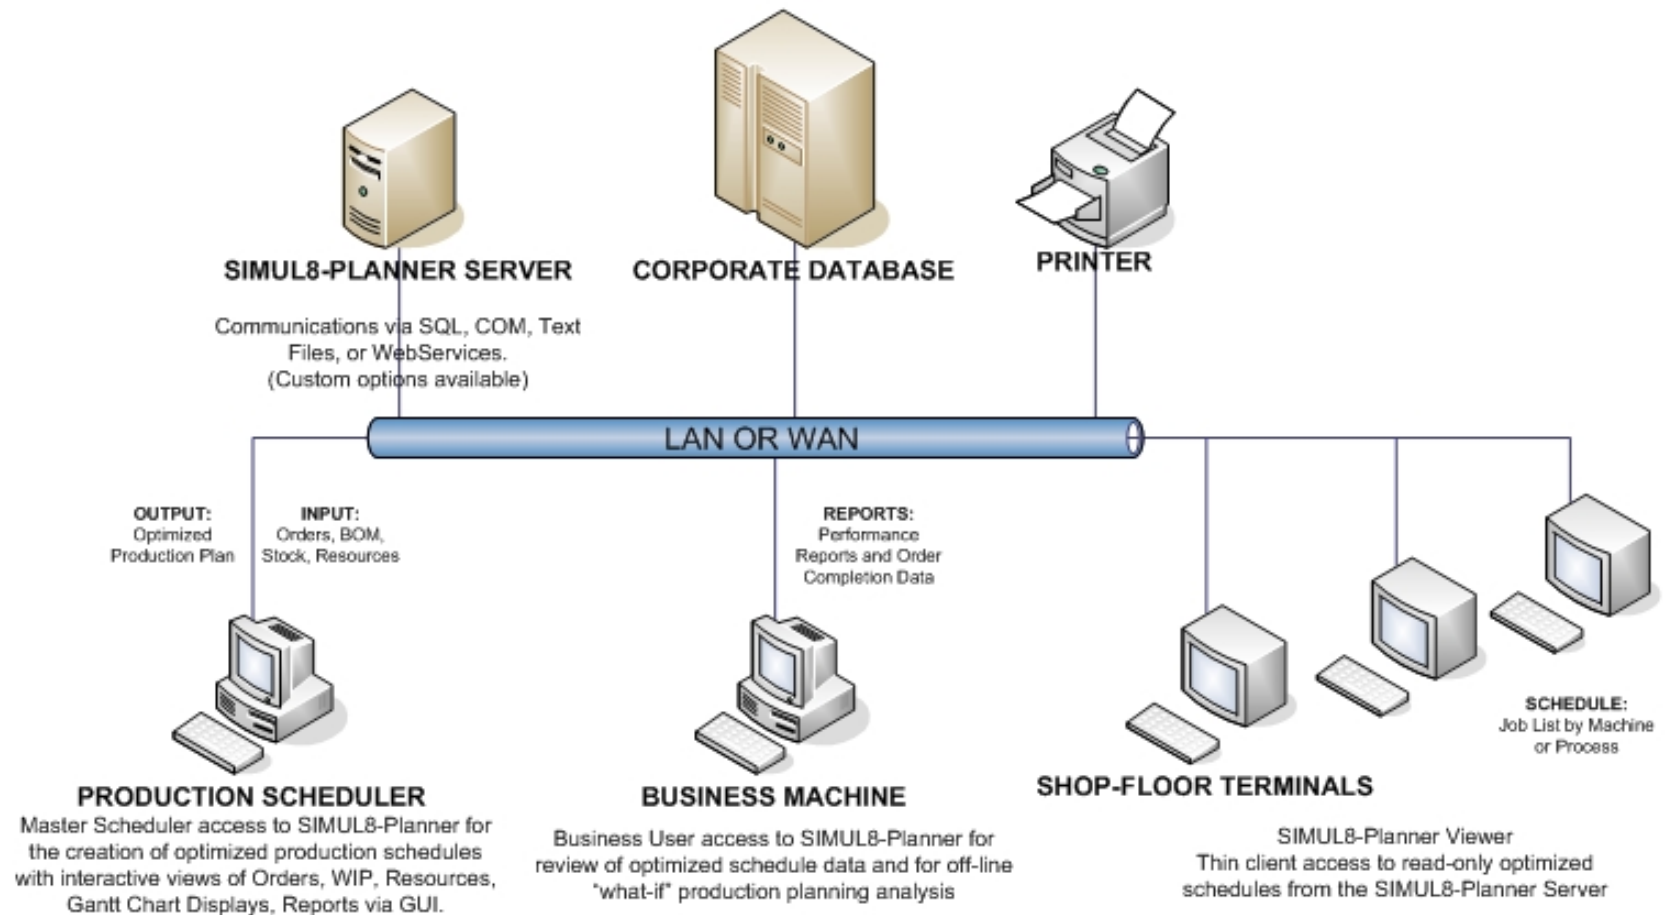 SIMUL8-PLANNER SERVER
Communications via SQL, COM, Text
Files, or WebServices.
(Custom options available)
CORPORATE DATABASE
PRINTER
LAN OR WAN
OUTPUT:
Optimized
Production Plan
INPUT:
Orders, BOM,
Stock, Resources
REPORTS:
Performance
Reports and Order
Completion Data
SCHEDULE:
Job List by Machine
or Process
PRODUCTION SCHEDULER
Master Scheduler access to SIMUL8-Planner for
the creation of optimized production schedules
with interactive views of Orders, WIP, Resources,
Gantt Chart Displays, Reports via GUI.
BUSINESS MACHINE
Business User access to SIMUL8-Planner for
review of optimized schedule data and for off-line
"what-if" production planning analysis
SHOP-FLOOR TERMINALS
SIMUL8-Planner Viewer
Thin client access to read-only optimized
schedules from the SIMUL8-Planner Server